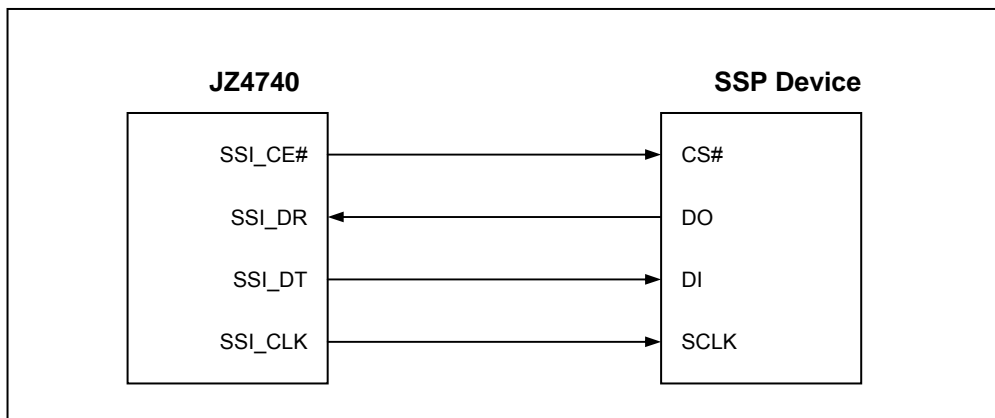 JZ4740 SSP Device
SSI_CE# CS#
SSI_DR DO
SSI_DT DI
SSI_CLK SCLK